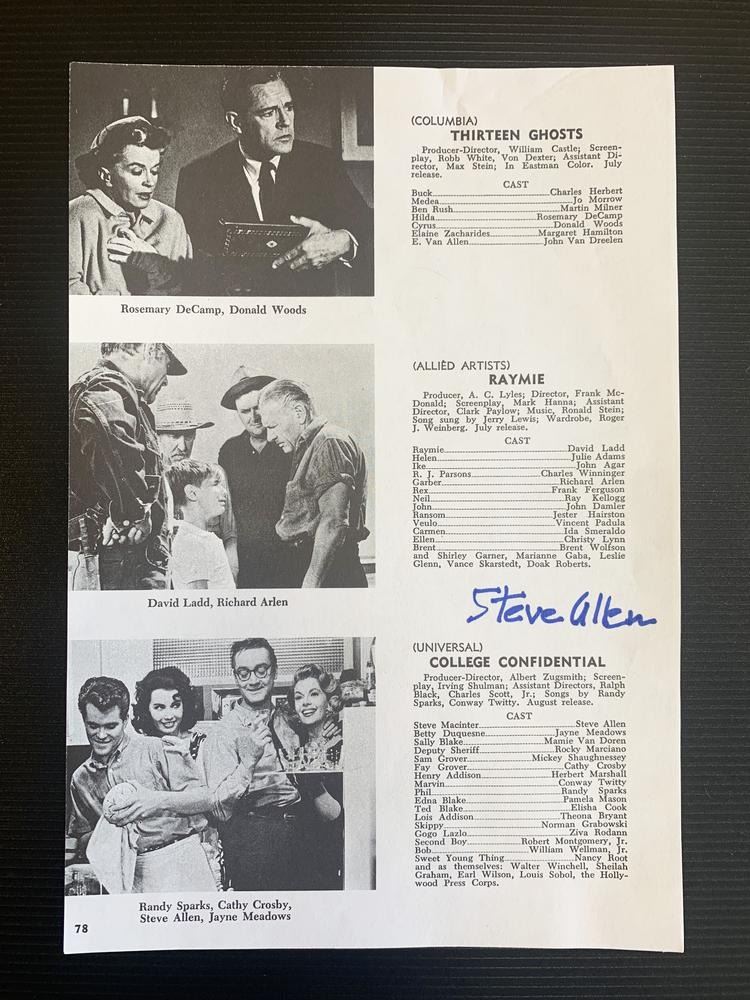 (COLUMBIA)
THIRTEEN GHOSTS
Producer-Director, William Castle; Screen-
play, Robb White, Von Dexter; Assistant Di-
rector, Max Stein; In Eastman Color. July
release.
CAST
Buck Charles Herbert
Medea Jo Morrow
Ben Rush Martin Milner
Hilda Rosemary DeCamp
Cyrus Donald Woods
Elaine Zacharides Margaret Hamilton
E. Van Allen John Van Dreelen
Rosemary DeCamp, Donald Woods
(ALLIED ARTISTS)
RAYMIE
Producer, A. C. Lyles; Director, Frank Mc-
Donald; Screenplay, Mark Hanna; Assistant
Director, Clark Paylow; Music, Ronald Stein;
Song sung by Jerry Lewis; Wardrobe, Roger
J. Weinberg. July release.
CAST
Raymie David Ladd
Helen Julie Adams
Ike John Agar
R. J. Parsons Charles Winninger
Garber Richard Arlen
Rex Frank Ferguson
Neil Ray Kellogg
John John Damler
Ransom Jester Hairston
Veulo Vincent Padula
Carmen Ida Smeraldo
Ellen Christy Lynn
Brent Brent Wolfson
and Shirley Garner, Marianne Gaba, Leslie
Glenn, Vance Skarstedt, Doak Roberts.
David Ladd, Richard Arlen
Steve Allen
(UNIVERSAL)
COLLEGE CONFIDENTIAL
Producer-Director, Albert Zugsmith; Screen-
play, Irving Shulman; Assistant Directors, Ralph
Black, Charles Scott, Jr.; Songs by Randy
Sparks, Conway Twitty. August release.
CAST
Steve Macinter Steve Allen
Betty Duquesne Jayne Meadows
Sally Blake Mamie Van Doren
Deputy Sheriff Rocky Marciano
Sam Grover Mickey Shaughnessey
Fay Grover Cathy Crosby
Henry Addison Herbert Marshall
Marvin Conway Twitty
Phil Randy Sparks
Edna Blake Pamela Mason
Ted Blake Elisha Cook
Lois Addison Theona Bryant
Skippy Norman Grabowski
Gogo Lazlo Ziva Rodann
Second Boy Robert Montgomery, Jr.
Bob William Wellman, Jr.
Sweet Young Thing Nancy Root
and as themselves: Walter Winchell, Sheilah
Graham, Earl Wilson, Louis Sobol, the Holly-
wood Press Corps.
Randy Sparks, Cathy Crosby,
Steve Allen, Jayne Meadows
78